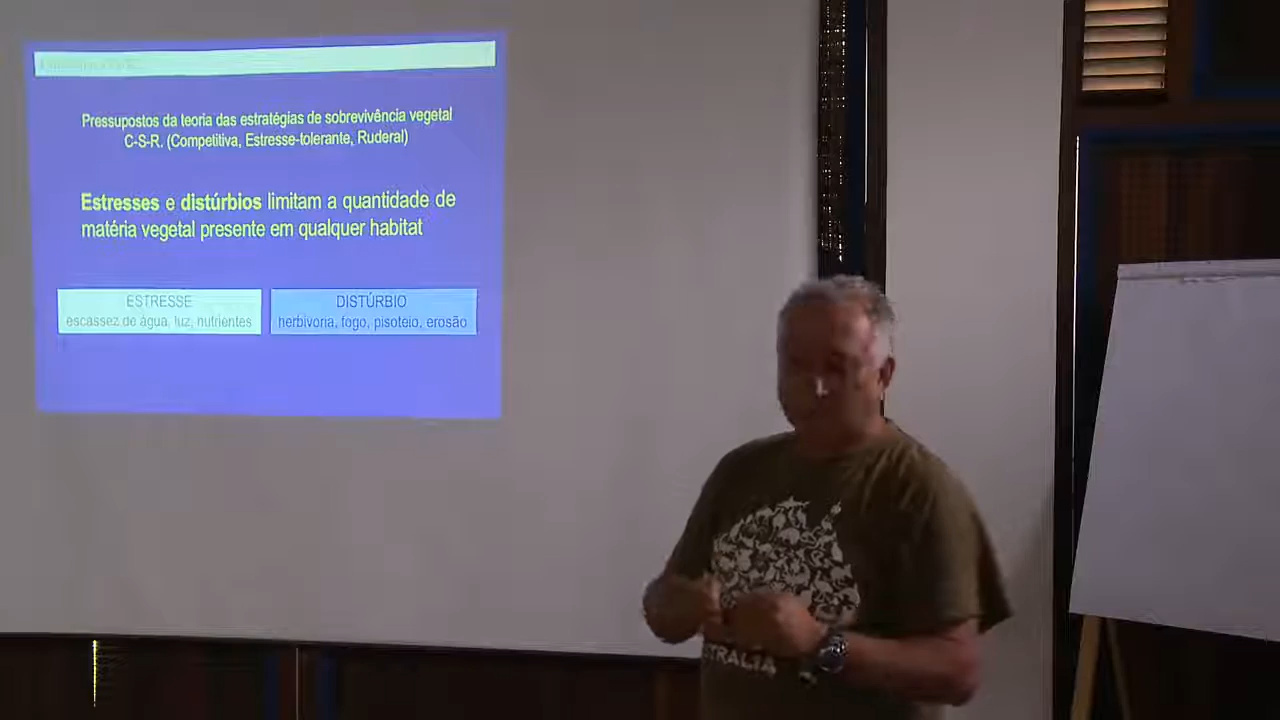 Pressupostos da teoria das estratégias de sobrevivência vegetal
C-S-R. (Competitiva, Estresse-tolerante, Ruderal)
Estresses e distúrbios limitam a quantidade de
matéria vegetal presente em qualquer habitat
ESTRESSE
escassez de água, luz, nutrientes
DISTÚRBIO
herbivoria, fogo, pisoteio, erosão
TRALIA